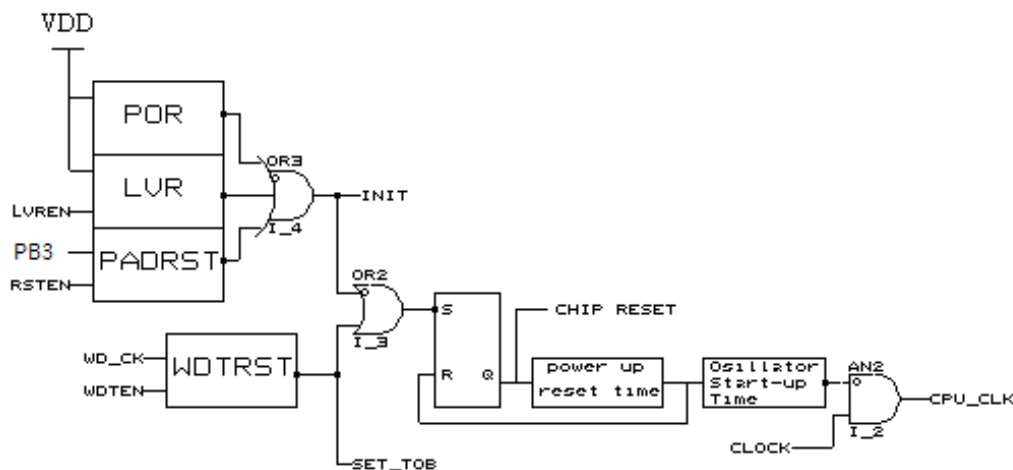 VDD
POR
LVR
LVREN
PB3
PADRST
RSTEN
OR3
I_4
INIT
OR2
I_3
WD_CK
WDTRST
WDTEN
SET_TOB
S
R Q
CHIP RESET
power up
reset time
Osillator
Start-up
Time
AN2
I_2
CLOCK
CPU_CLK